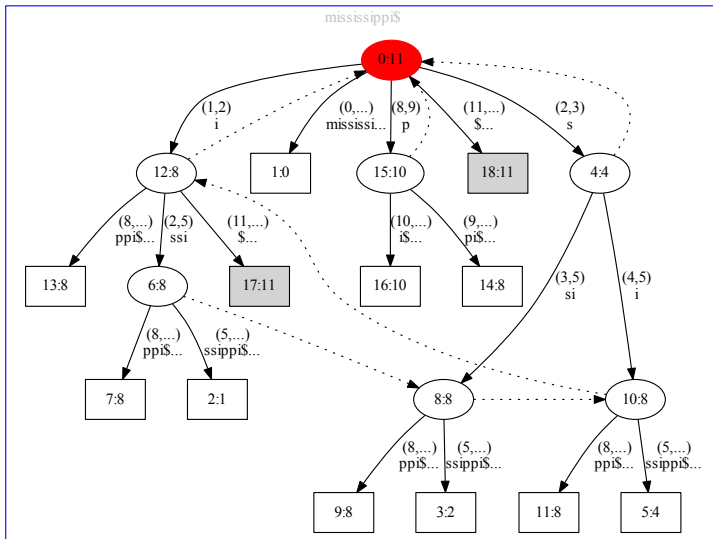 mississippi$
0:11
(1,2)
i
(0,...)
mississi...
(8,9)
p
(11,...)
$...
(2,3)
s
12:8
1:0
15:10
18:11
4:4
(8,...)
ppi$...
(2,5)
ssi
(11,...)
$...
(10,...)
i$...
(9,...)
pi$...
(3,5)
si
(4,5)
i
13:8
6:8
17:11
16:10
14:8
(8,...)
ppi$...
(5,...)
ssippi$...
7:8
2:1
8:8
10:8
(8,...)
ppi$...
(5,...)
ssippi$...
(8,...)
ppi$...
(5,...)
ssippi$...
9:8
3:2
11:8
5:4